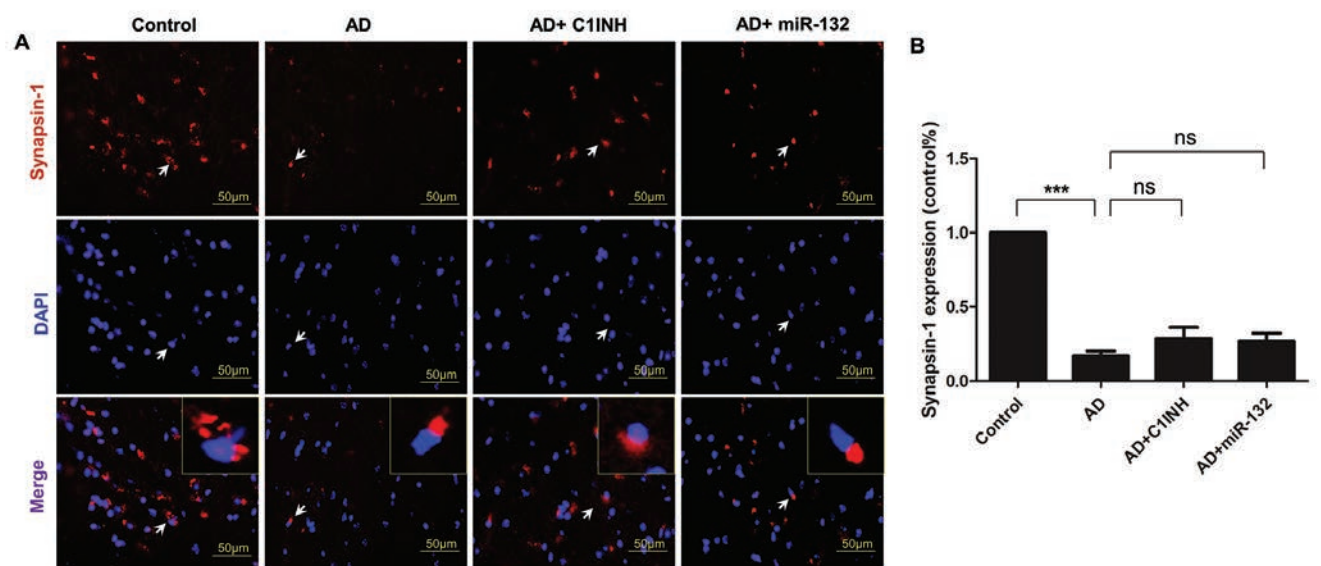 A
Control
AD
AD+ C1INH
AD+ miR-132
Synapsin-1
50μm
50μm
50μm
50μm
DAPI
50μm
50μm
50μm
50μm
Merge
50μm
50μm
50μm
50μm
B
Synapsin-1 expression (control%)
1.5
1.0
0.5
0.0
***
ns
ns
Control
AD
AD+C1INH
AD+miR-132